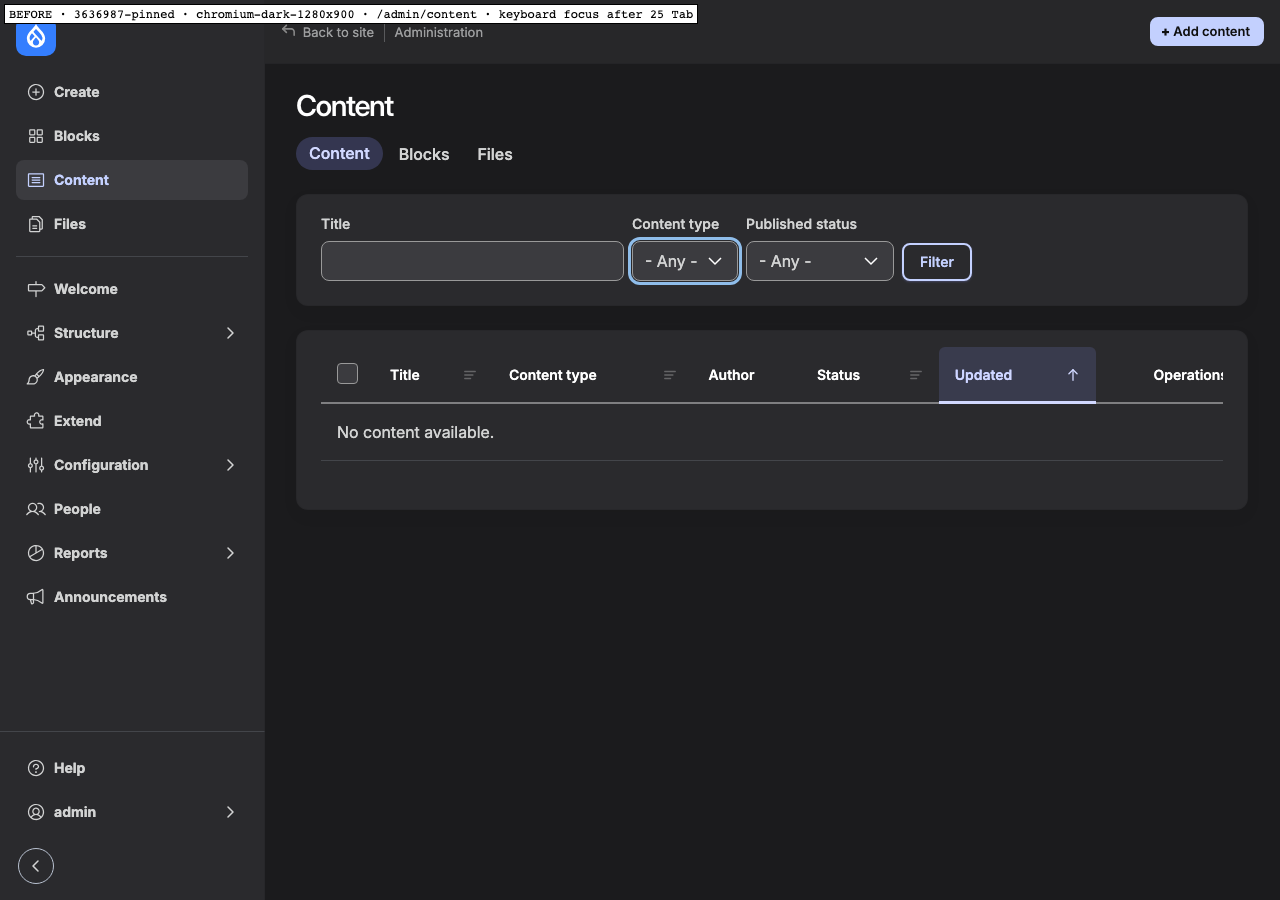 BEFORE • 3636987-pinned • chromium-dark-1280x900 • /admin/content • keyboard focus after 25 Tab
Back to site
Administration
+ Add content
Create
Blocks
Content
Files
Welcome
Structure
Appearance
Extend
Configuration
People
Reports
Announcements
Help
admin
Content
Content Blocks Files
Title Content type Published status
- Any - - Any - Filter
Title Content type Author Status Updated Operations
No content available.